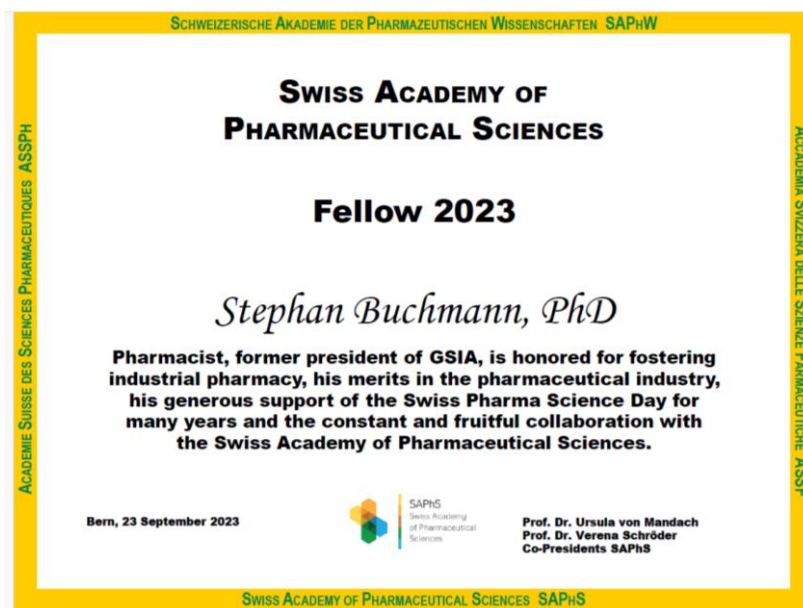 SCHWEIZERISCHE AKADEMIE DER PHARMAZEUTISCHEN WISSENSCHAFTEN SAPHW
ACADEMIE SUISSE DES SCIENCES PHARMACEUTIQUES ASSPH
SWISS ACADEMY OF
PHARMACEUTICAL SCIENCES
Fellow 2023
Stephan Buchmann, PhD
Pharmacist, former president of GSIA, is honored for fostering
industrial pharmacy, his merits in the pharmaceutical industry,
his generous support of the Swiss Pharma Science Day for
many years and the constant and fruitful collaboration with
the Swiss Academy of Pharmaceutical Sciences.
Bern, 23 September 2023
SAPhS
Swiss Academy
of Pharmaceutical
Sciences
Prof. Dr. Ursula von Mandach
Prof. Dr. Verena Schröder
Co-Presidents SAPhS
ACCADEMIA SVIZZERA DELLE SCIENZE FARMACEUTICHE ASSF
SWISS ACADEMY OF PHARMACEUTICAL SCIENCES SAPHS